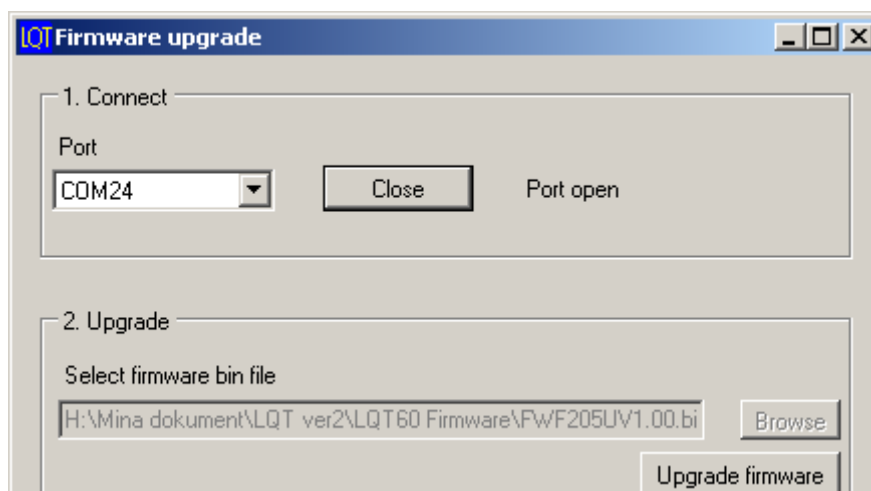 LQT Firmware upgrade
1. Connect
Port
COM24 Close Port open
2. Upgrade
Select firmware bin file
H:\Mina dokument\LQT ver2\LQT60 Firmware\FWF205UV1.00.bi Browse
Upgrade firmware